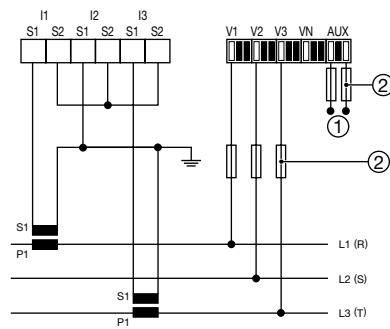 I1 I2 I3 V1 V2 V3 VN AUX
S1 S2 S1 S2 S1 S2
2
1
2
S1
P1
L1 (R)
L2 (S)
S1
P1
L3 (T)